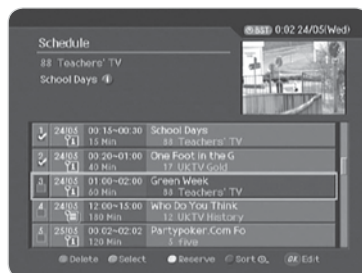 BST 0:02 24/05(Wed)
Schedule
88 Teachers' TV
School Days
1 24/05 00:15~00:30 School Days
15 Min 88 Teachers' TV
2 24/05 00:20~01:00 One Foot in the G
40 Min 17 UKTV Gold
3 24/05 01:00~02:00 Green Week
60 Min 88 Teachers' TV
4 24/05 12:00~15:00 Who Do You Think
180 Min 12 UKTV History
5 25/05 00:02~02:02 Partypoker.Com Fo
120 Min 5 five
Delete Select Reserve Sort OK Edit